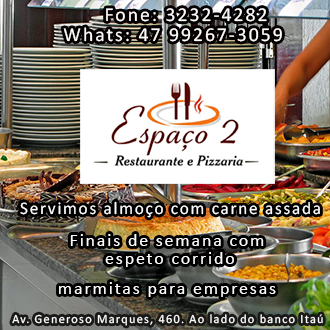 Fone: 3232-4282
Whats: 47 99267-3059
Espaço 2
Restaurante e Pizzaria
Servimos almoço com carne assada
Finais de semana com
espeto corrido
marmitas para empresas
Av. Generoso Marques, 460. Ao lado do banco Itaú